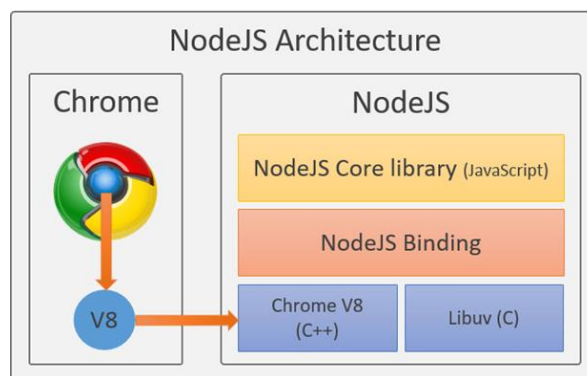 NodeJS Architecture
Chrome
V8
NodeJS
NodeJS Core library (JavaScript)
NodeJS Binding
Chrome V8
(C++)
Libuv (C)